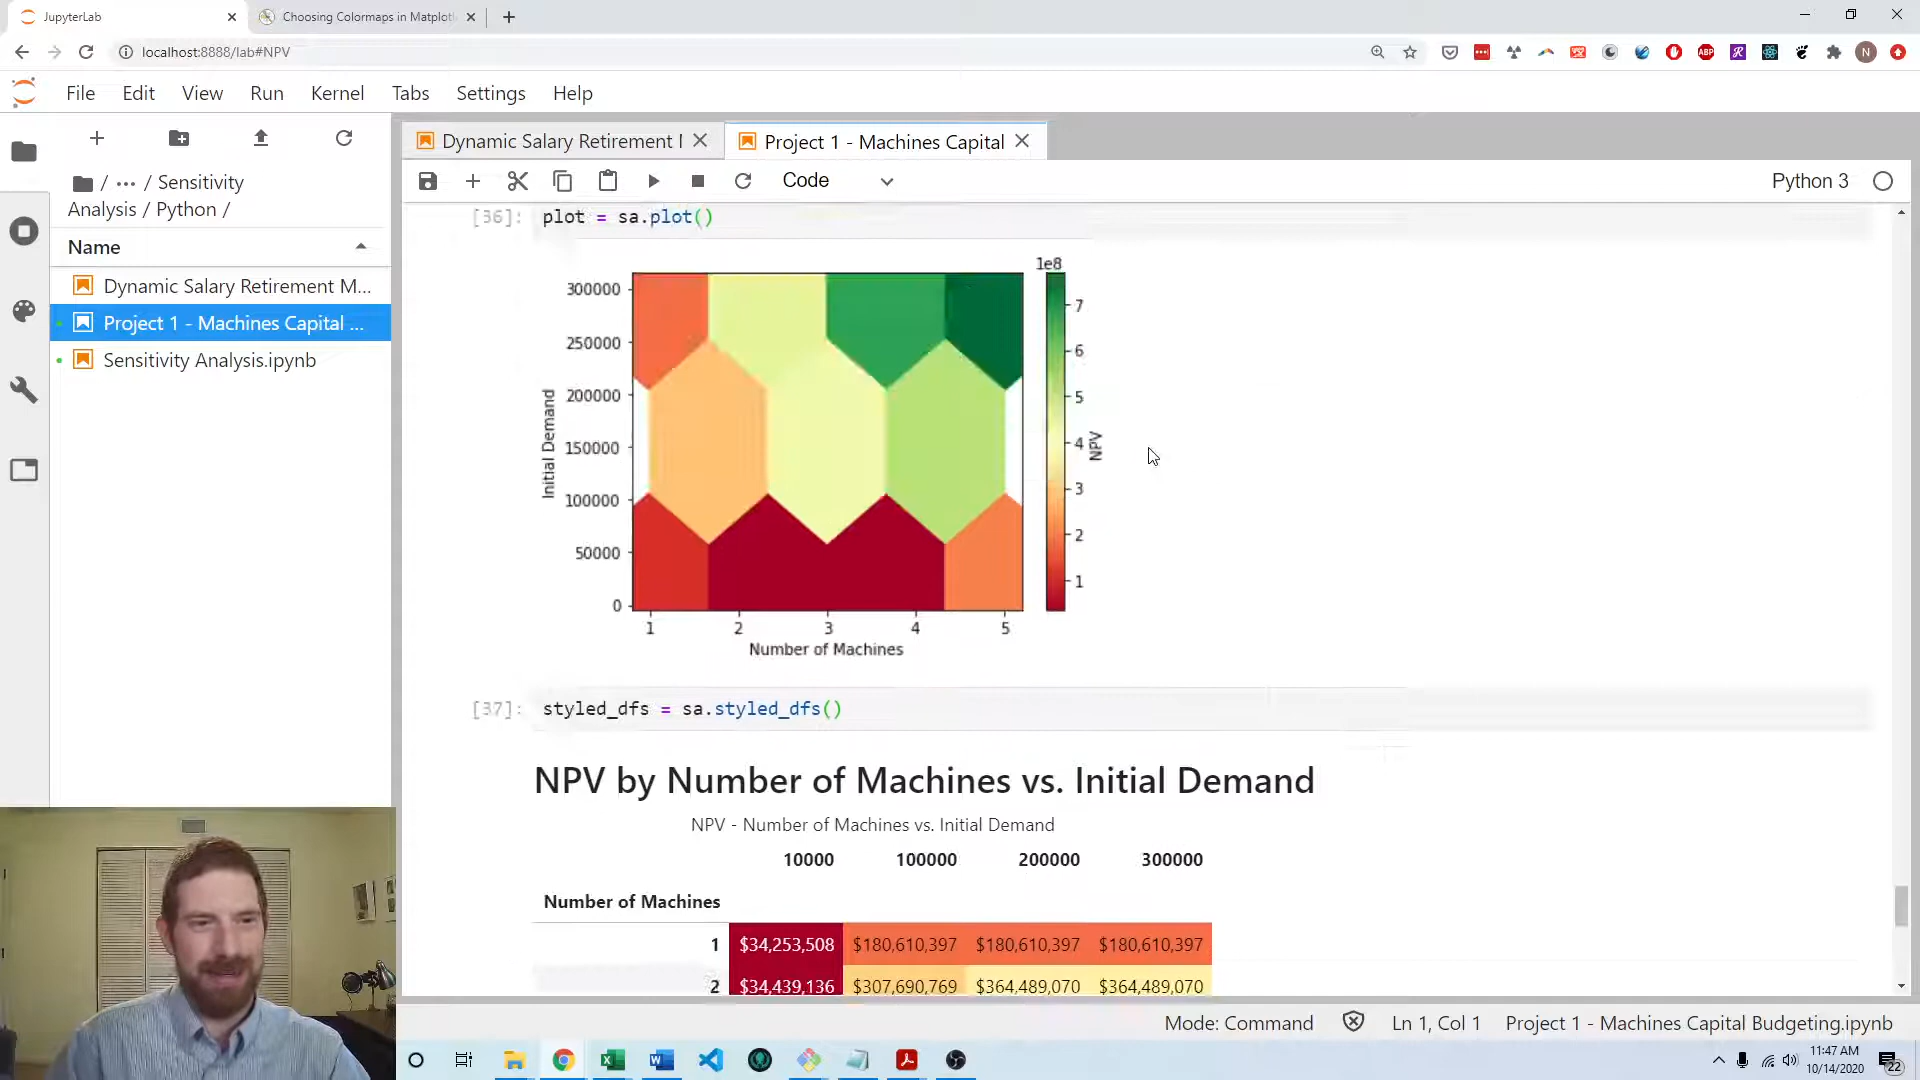 JupyterLab
Choosing Colormaps in Matplotl
localhost:8888/lab#NPV
ABP
N
File Edit View Run Kernel Tabs Settings Help
Dynamic Salary Retirement
Project 1 - Machines Capital
/ ··· / Sensitivity
Analysis / Python /
Code
Python 3
Name
Dynamic Salary Retirement M...
Project 1 - Machines Capital ...
Sensitivity Analysis.ipynb
[36]: plot = sa.plot()
1e8
300000
250000
200000
150000
100000
50000
0
Initial Demand
1 2 3 4 5
Number of Machines
7
6
5
4
3
2
1
NPV
[37]: styled_dfs = sa.styled_dfs()
NPV by Number of Machines vs. Initial Demand
NPV - Number of Machines vs. Initial Demand
10000 100000 200000 300000
Number of Machines
1 $34,253,508 $180,610,397 $180,610,397 $180,610,397
2 $34,439,136 $307,690,769 $364,489,070 $364,489,070
Mode: Command Ln 1, Col 1 Project 1 - Machines Capital Budgeting.ipynb
11:47 AM
10/14/2020
22